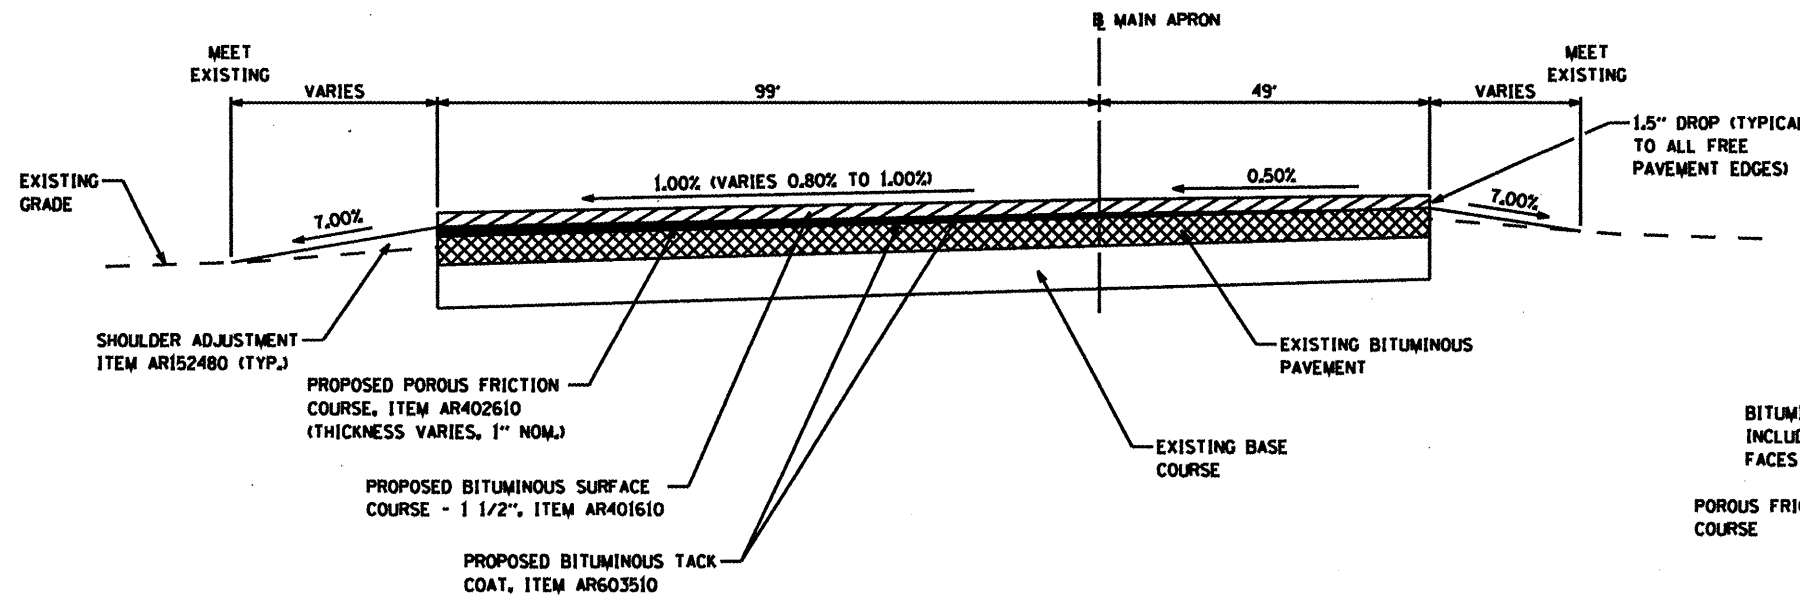 ℄ MAIN APRON
MEET
EXISTING
MEET
EXISTING
VARIES
99'
49'
VARIES
1.5" DROP (TYPICAL
TO ALL FREE
PAVEMENT EDGES)
EXISTING
GRADE
7.00%
1.00% (VARIES 0.80% TO 1.00%)
0.50%
7.00%
SHOULDER ADJUSTMENT
ITEM AR152480 (TYP.)
EXISTING BITUMINOUS
PAVEMENT
PROPOSED POROUS FRICTION
COURSE, ITEM AR402610
(THICKNESS VARIES, 1" NOM.)
EXISTING BASE
COURSE
PROPOSED BITUMINOUS SURFACE
COURSE - 1 1/2", ITEM AR401610
PROPOSED BITUMINOUS TACK
COAT, ITEM AR603510
FACES
COURSE